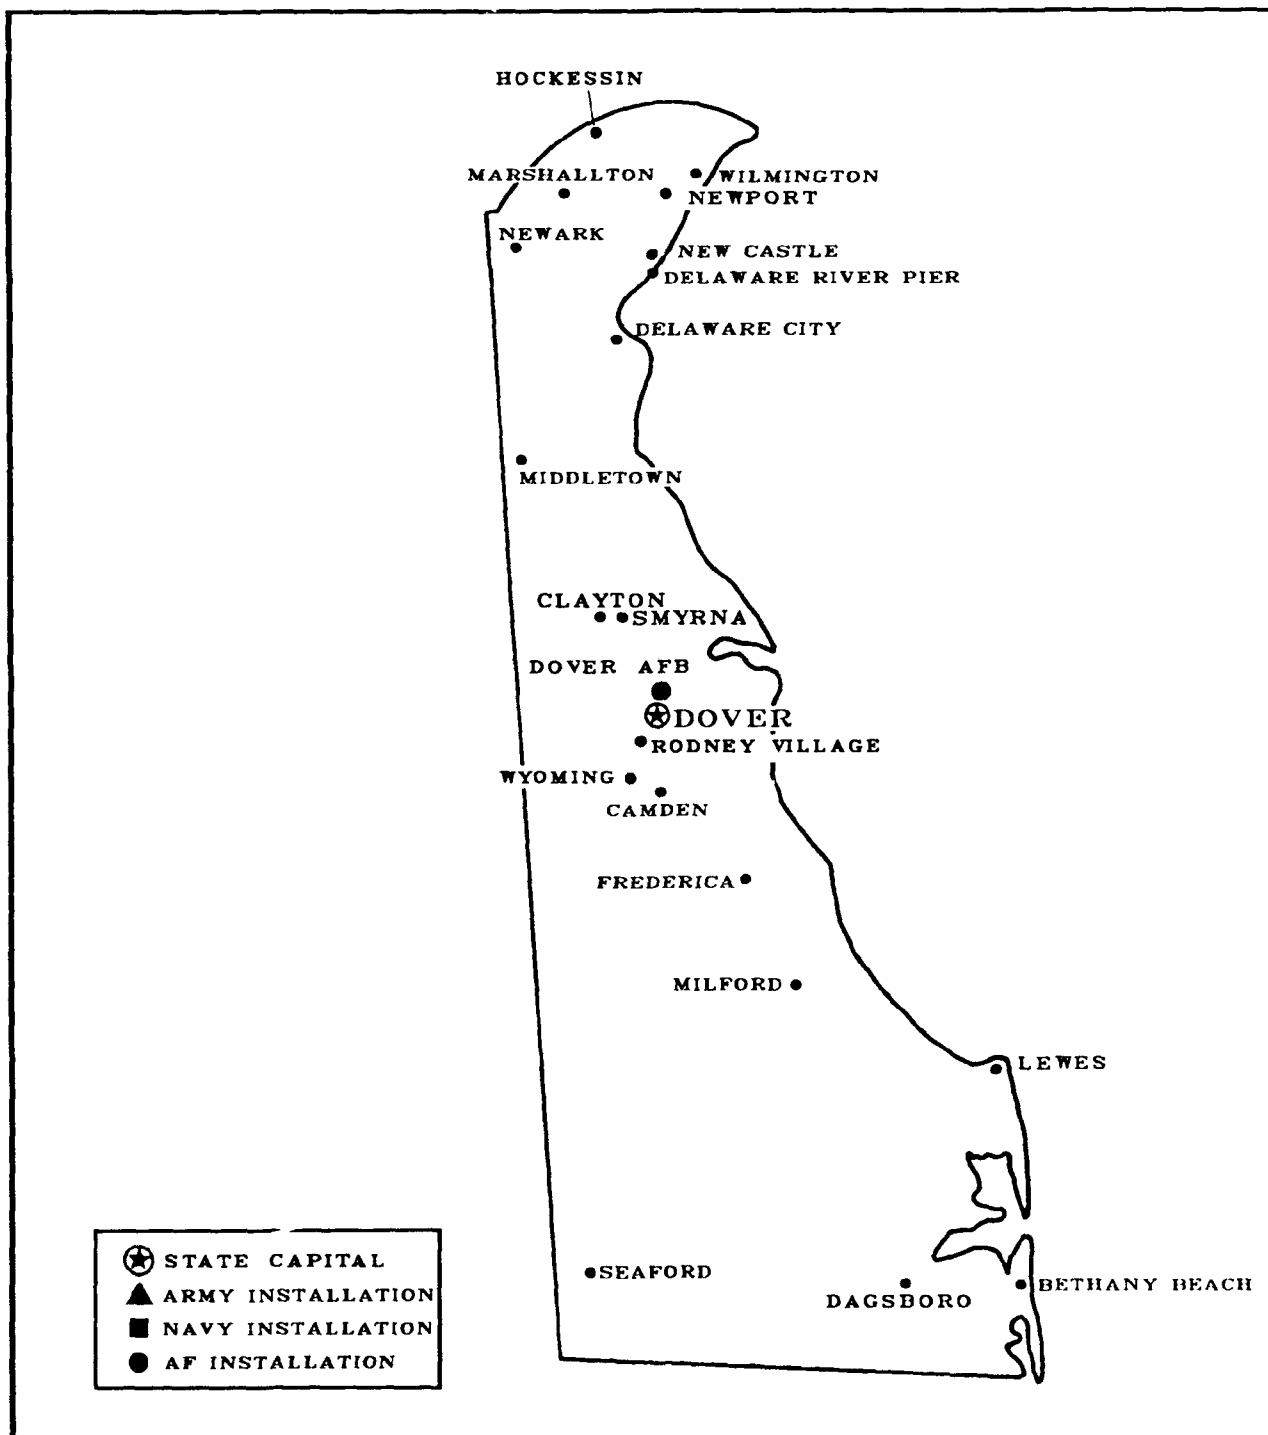 HOCKESSIN
MARSHALLTON
WILMINGTON
NEWPORT
NEWARK
NEW CASTLE
DELAWARE RIVER PIER
DELAWARE CITY
MIDDLETOWN
CLAYTON
SMYRNA
DOVER AFB
DOVER
RODNEY VILLAGE
WYOMING
CAMDEN
FREDERICA
MILFORD
LEWES
SEAFORD
DAGSBORO
BETHANY BEACH
STATE CAPITAL
ARMY INSTALLATION
NAVY INSTALLATION
AF INSTALLATION